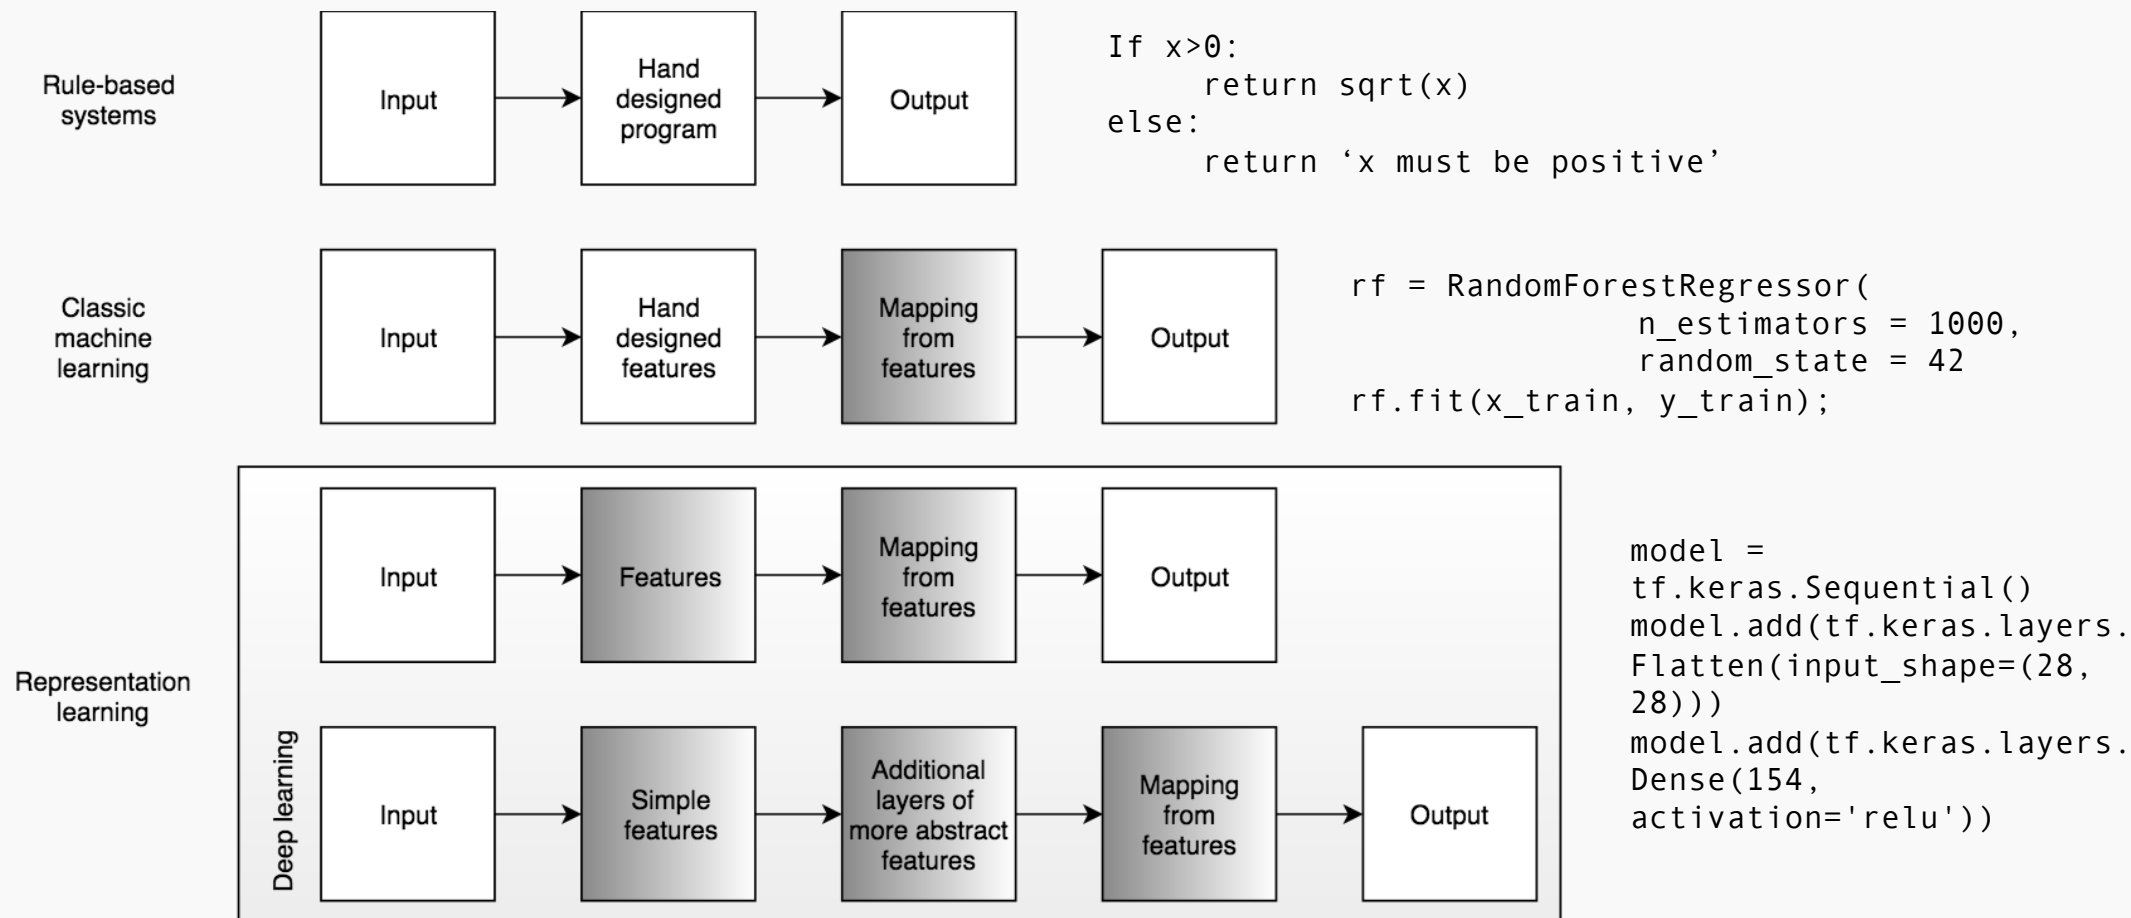 Rule-based
systems
Input
Hand
designed
program
Output
If x>0:
return sqrt(x)
else:
return ‘x must be positive’
Classic
machine
learning
Input
Hand
designed
features
Mapping
from
features
Output
rf = RandomForestRegressor(
n_estimators = 1000,
random_state = 42
rf.fit(x_train, y_train);
Representation
learning
Input
Features
Mapping
from
features
Output
Deep learning
Input
Simple
features
Additional
layers of
more abstract
features
Mapping
from
features
Output
model =
tf.keras.Sequential()
model.add(tf.keras.layers.
Flatten(input_shape=(28,
28)))
model.add(tf.keras.layers.
Dense(154,
activation='relu'))